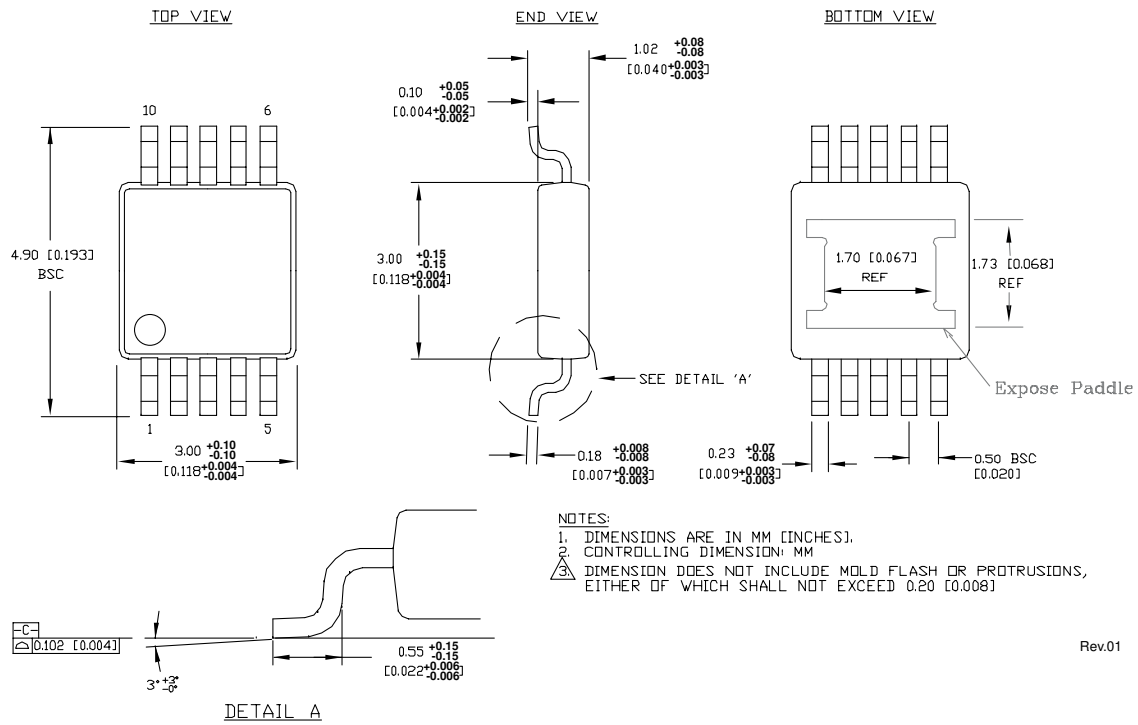 TOP VIEW
END VIEW
BOTTOM VIEW
1.02 +0.08
-0.08
[0.040+0.003
-0.003]
0.10 +0.05
-0.05
[0.004+0.002
-0.002]
10
6
4.90 [0.193]
BSC
3.00 +0.15
-0.15
[0.118+0.004
-0.004]
1.70 [0.067]
REF
1.73 [0.068]
REF
SEE DETAIL 'A'
Expose Paddle
1
5
3.00 +0.10
-0.10
[0.118+0.004
-0.004]
0.18 +0.008
-0.008
[0.007+0.003
-0.003]
0.23 +0.07
-0.08
[0.009+0.003
-0.003]
0.50 BSC
[0.020]
NOTES:
1. DIMENSIONS ARE IN MM [INCHES].
2. CONTROLLING DIMENSION: MM
3. DIMENSION DOES NOT INCLUDE MOLD FLASH OR PROTRUSIONS,
EITHER OF WHICH SHALL NOT EXCEED 0.20 [0.008]
-C-
0.102 [0.004]
3° +3°
-0°
0.55 +0.15
-0.15
[0.022+0.006
-0.006]
Rev.01
DETAIL A